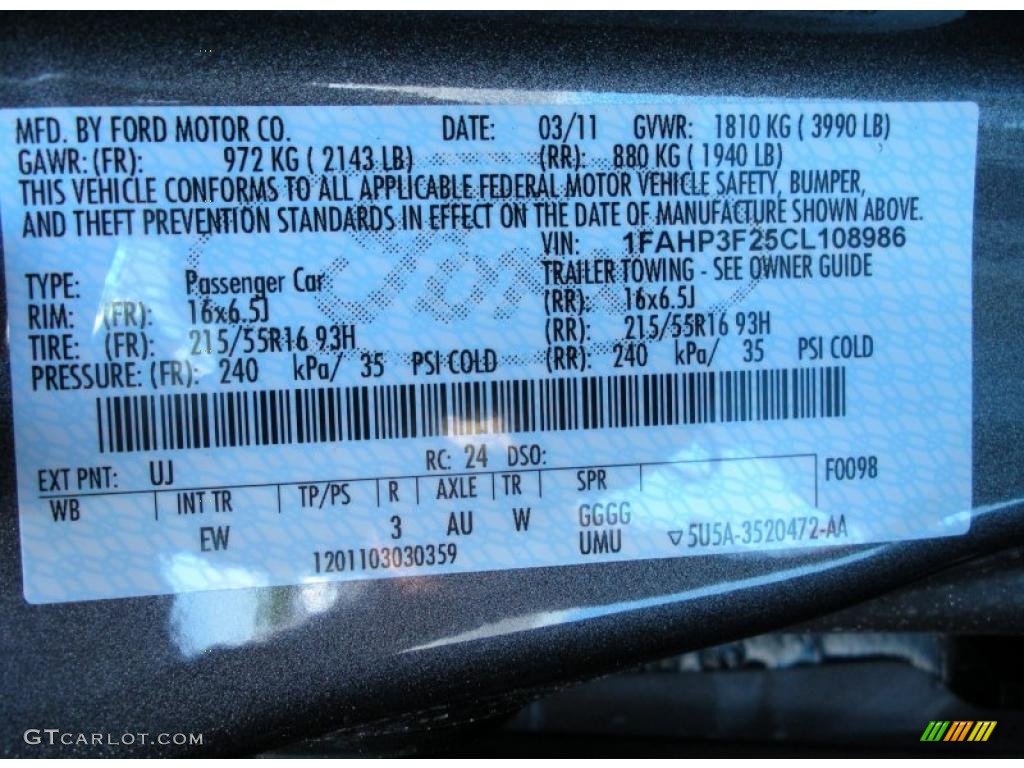 MFD. BY FORD MOTOR CO. DATE: 03/11 GVWR: 1810 KG ( 3990 LB)
GAWR: (FR): 972 KG ( 2143 LB) (RR): 880 KG ( 1940 LB)
THIS VEHICLE CONFORMS TO ALL APPLICABLE FEDERAL MOTOR VEHICLE SAFETY, BUMPER,
AND THEFT PREVENTION STANDARDS IN EFFECT ON THE DATE OF MANUFACTURE SHOWN ABOVE.
VIN: 1FAHP3F25CL108986
TYPE: Passenger Car TRAILER TOWING - SEE OWNER GUIDE
RIM: (FR): 16x6.5J (RR): 16x6.5J
TIRE: (FR): 215/55R16 93H (RR): 215/55R16 93H
PRESSURE: (FR): 240 kPa/ 35 PSI COLD (RR): 240 kPa/ 35 PSI COLD
EXT PNT: UJ RC: 24 DSO: F0098
WB INT TR TP/PS R AXLE TR SPR
EW 3 AU W GGGG
1201103030359 UMU ▽5U5A-3520472-AA
Ford
GTCARLOT.COM